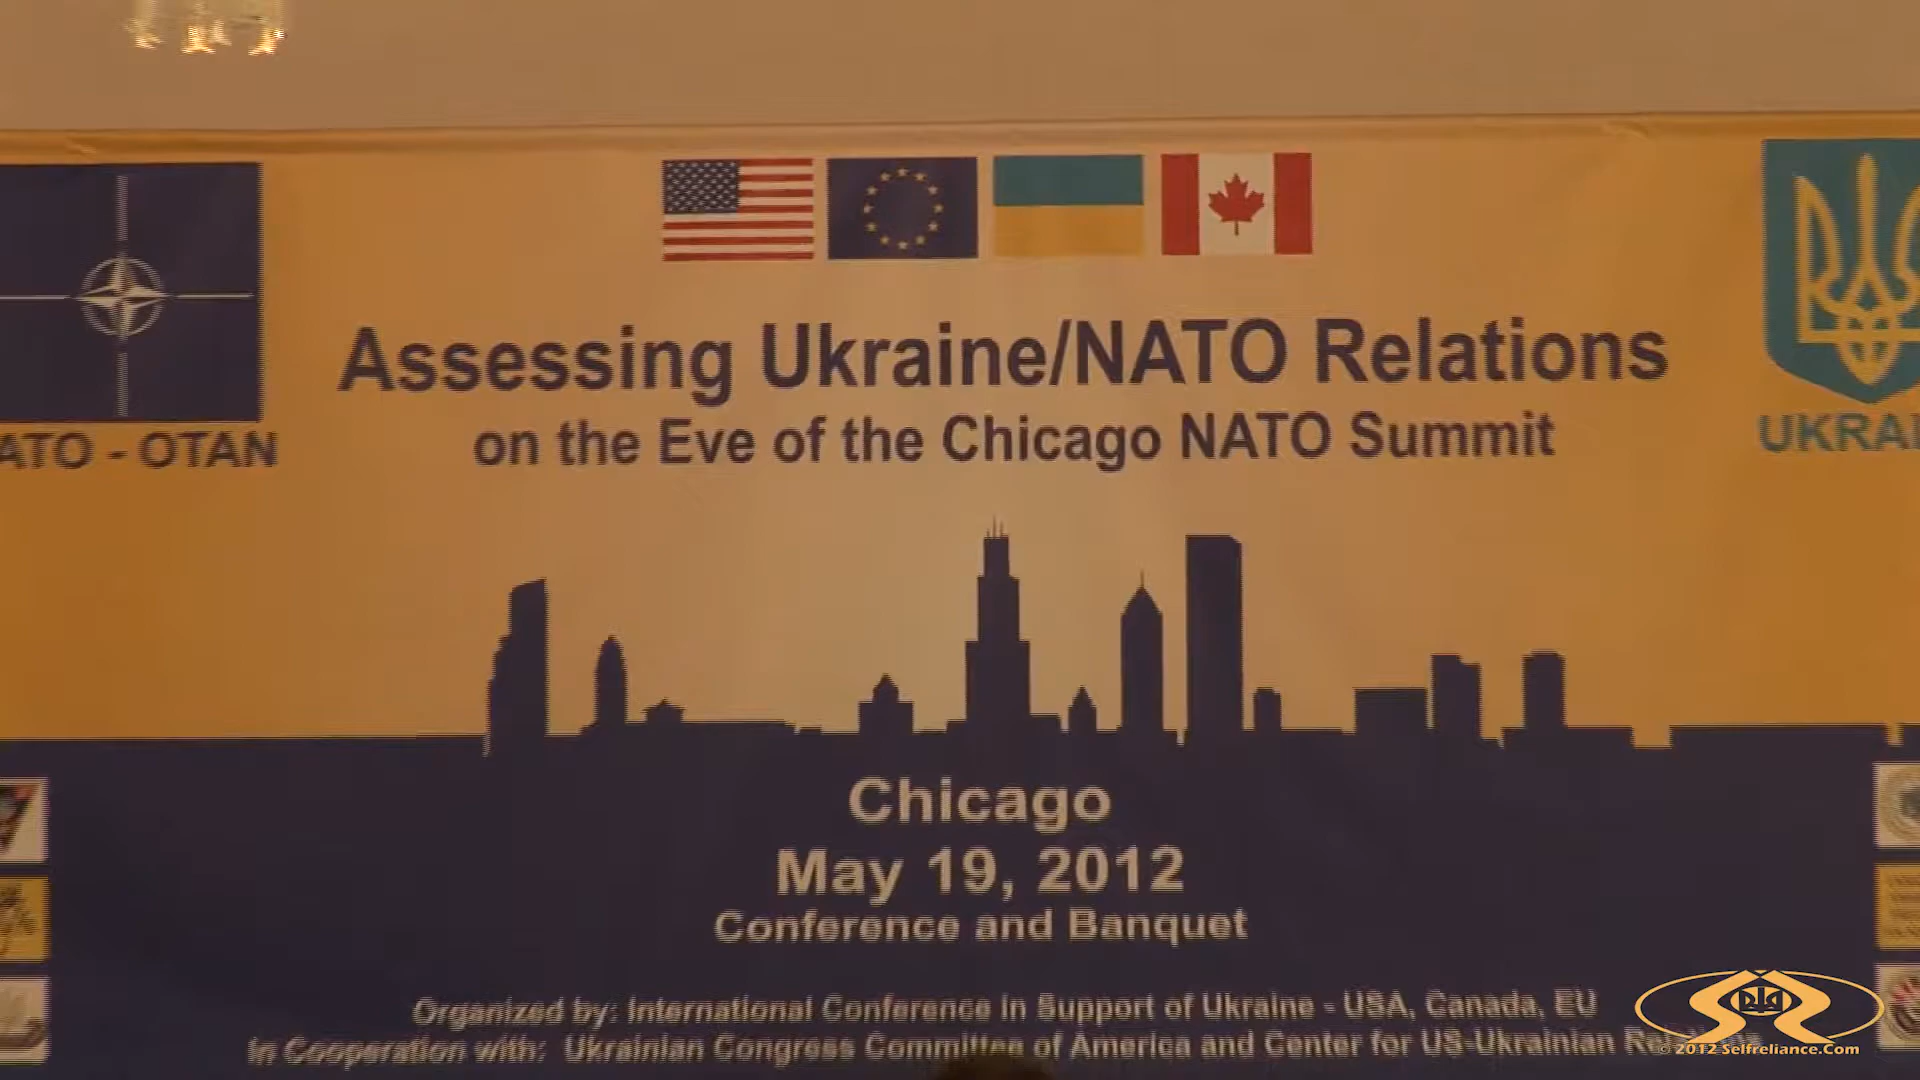 ATO - OTAN
Assessing Ukraine/NATO Relations
on the Eve of the Chicago NATO Summit
UKRAI
Chicago
May 19, 2012
Conference and Banquet
Organized by: International Conference in Support of Ukraine - USA, Canada, EU
In Cooperation with: Ukrainian Congress Committee of America and Center for US-Ukrainian
© 2012 Selfreliance.Com